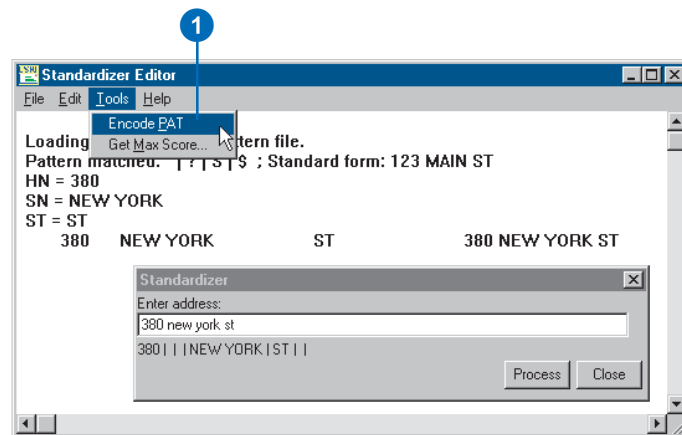 1
Standardizer Editor
File Edit Tools Help
Encode PAT
Get Max Score...
Loading tern file.
Pattern matched. | ? | S | $ ; Standard form: 123 MAIN ST
HN = 380
SN = NEW YORK
ST = ST
380 NEW YORK ST 380 NEW YORK ST
Standardizer
Enter address:
380 new york st
380 | | | NEW YORK | ST | |
Process Close